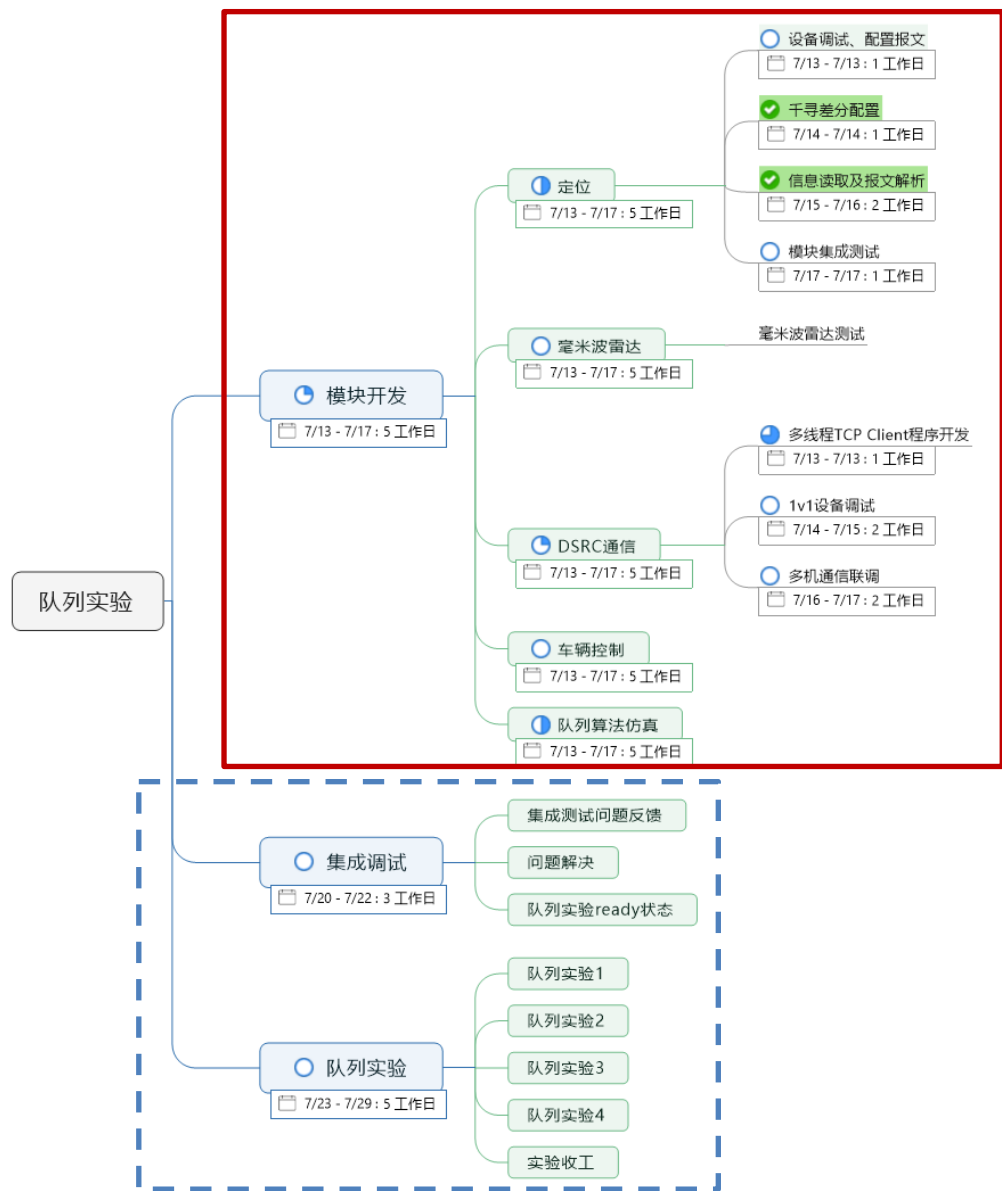 队列实验
模块开发
7/13 - 7/17 : 5 工作日
定位
7/13 - 7/17 : 5 工作日
设备调试、配置报文
7/13 - 7/13 : 1 工作日
千寻差分配置
7/14 - 7/14 : 1 工作日
信息读取及报文解析
7/15 - 7/16 : 2 工作日
模块集成测试
7/17 - 7/17 : 1 工作日
毫米波雷达
7/13 - 7/17 : 5 工作日
毫米波雷达测试
DSRC通信
7/13 - 7/17 : 5 工作日
多线程TCP Client程序开发
7/13 - 7/13 : 1 工作日
1v1设备调试
7/14 - 7/15 : 2 工作日
多机通信联调
7/16 - 7/17 : 2 工作日
车辆控制
7/13 - 7/17 : 5 工作日
队列算法仿真
7/13 - 7/17 : 5 工作日
集成调试
7/20 - 7/22 : 3 工作日
集成测试问题反馈
问题解决
队列实验ready状态
队列实验
7/23 - 7/29 : 5 工作日
队列实验1
队列实验2
队列实验3
队列实验4
实验收工